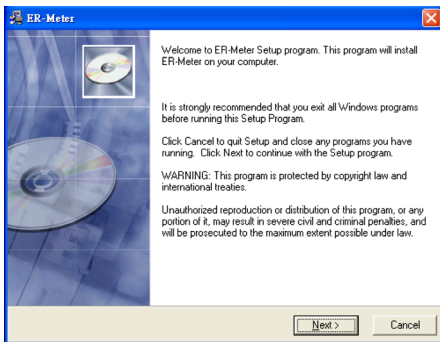 ER-Meter
Welcome to ER-Meter Setup program. This program will install
ER-Meter on your computer.
It is strongly recommended that you exit all Windows programs
before running this Setup Program.
Click Cancel to quit Setup and close any programs you have
running. Click Next to continue with the Setup program.
WARNING: This program is protected by copyright law and
international treaties.
Unauthorized reproduction or distribution of this program, or any
portion of it, may result in severe civil and criminal penalties, and
will be prosecuted to the maximum extent possible under law.
Next >
Cancel